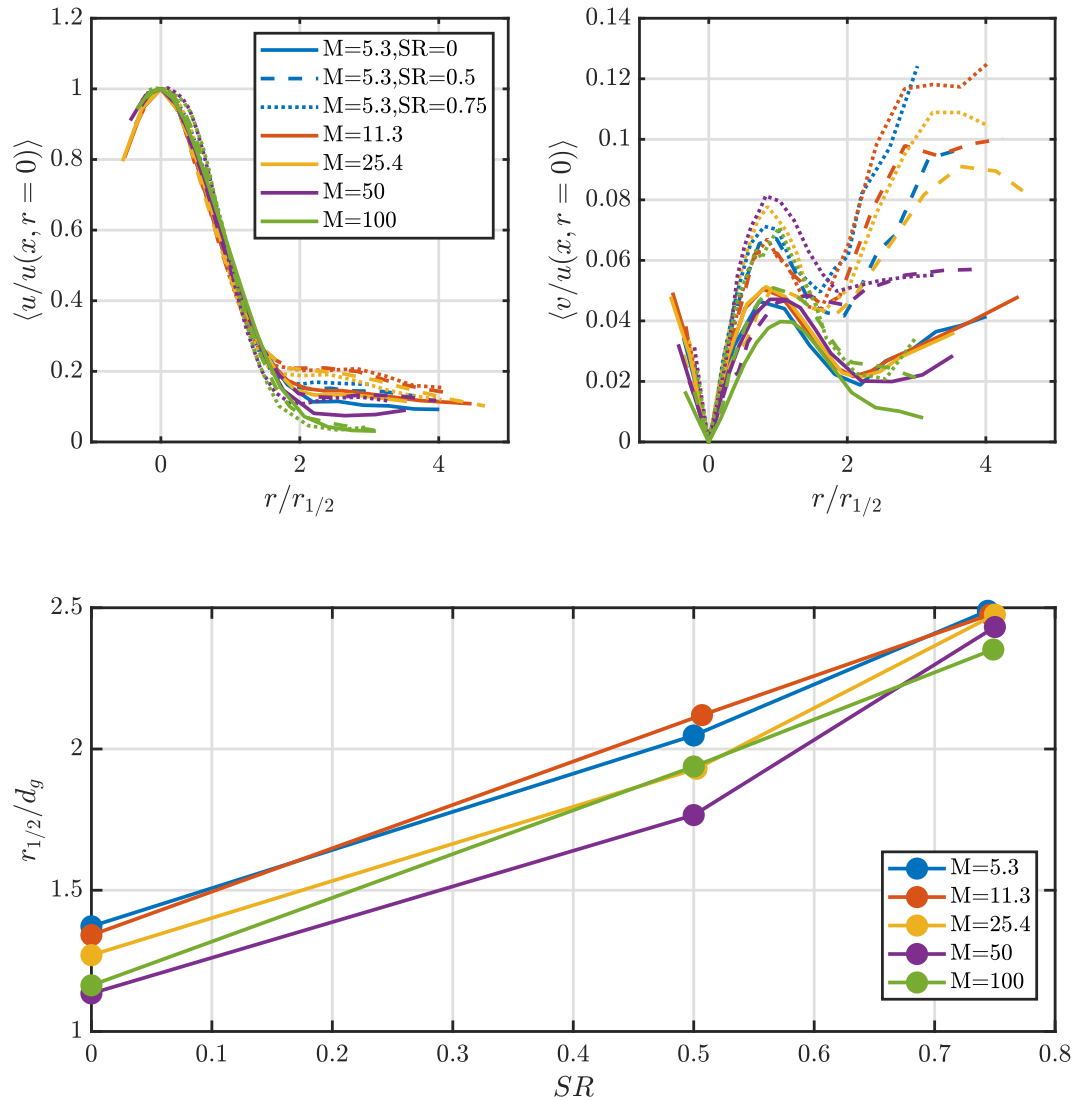 1.2
1
0.8
0.6
0.4
0.2
0
0
2
4
r/r1/2
⟨u/u(x, r = 0)⟩
M=5.3,SR=0
M=5.3,SR=0.5
M=5.3,SR=0.75
M=11.3
M=25.4
M=50
M=100
0.14
0.12
0.1
0.08
0.06
0.04
0.02
0
0
2
4
r/r1/2
⟨v/u(x, r = 0)⟩
2.5
2
1.5
1
0
0.1
0.2
0.3
0.4
0.5
0.6
0.7
0.8
SR
r1/2/dg
M=5.3
M=11.3
M=25.4
M=50
M=100